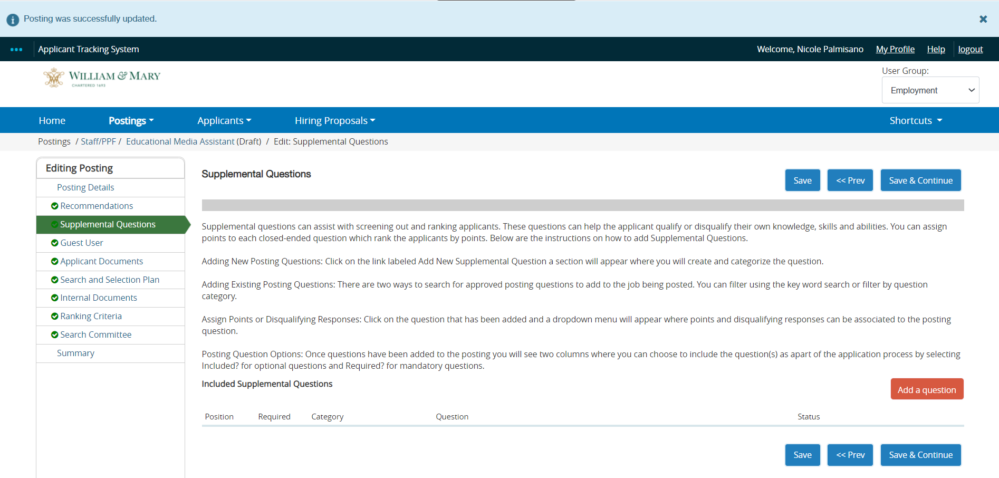 Posting was successfully updated.
Applicant Tracking System
Welcome, Nicole Palmisano My Profile Help logout
WILLIAM & MARY
CHARTERED 1693
User Group:
Employment
Home Postings Applicants Hiring Proposals Shortcuts
Postings / Staff/PPF / Educational Media Assistant (Draft) / Edit: Supplemental Questions
Editing Posting
Posting Details
Recommendations
Supplemental Questions
Guest User
Applicant Documents
Search and Selection Plan
Internal Documents
Ranking Criteria
Search Committee
Summary
Supplemental Questions
Save << Prev Save & Continue
Supplemental questions can assist with screening out and ranking applicants. These questions can help the applicant qualify or disqualify their own knowledge, skills and abilities. You can assign
points to each closed-ended question which rank the applicants by points. Below are the instructions on how to add Supplemental Questions.
Adding New Posting Questions: Click on the link labeled Add New Supplemental Question a section will appear where you will create and categorize the question.
Adding Existing Posting Questions: There are two ways to search for approved posting questions to add to the job being posted. You can filter using the key word search or filter by question
category.
Assign Points or Disqualifying Responses: Click on the question that has been added and a dropdown menu will appear where points and disqualifying responses can be associated to the posting
question.
Posting Question Options: Once questions have been added to the posting you will see two columns where you can choose to include the question(s) as apart of the application process by selecting
Included? for optional questions and Required? for mandatory questions.
Included Supplemental Questions
Add a question
Position Required Category Question Status
Save << Prev Save & Continue